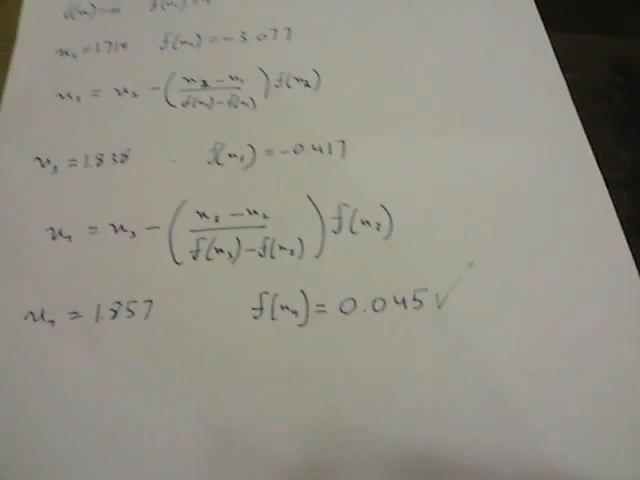 x₂ = 1.714 f(x₂) = -3.077
x₃ = x₂ - ((x₂ - x₁)/(f(x₂) - f(x₁))) f(x₂)
x₃ = 1.838 f(x₃) = -0.417
x₄ = x₃ - ((x₃ - x₂)/(f(x₃) - f(x₂))) f(x₃)
x₄ = 1.857 f(x₄) = 0.045 ✓